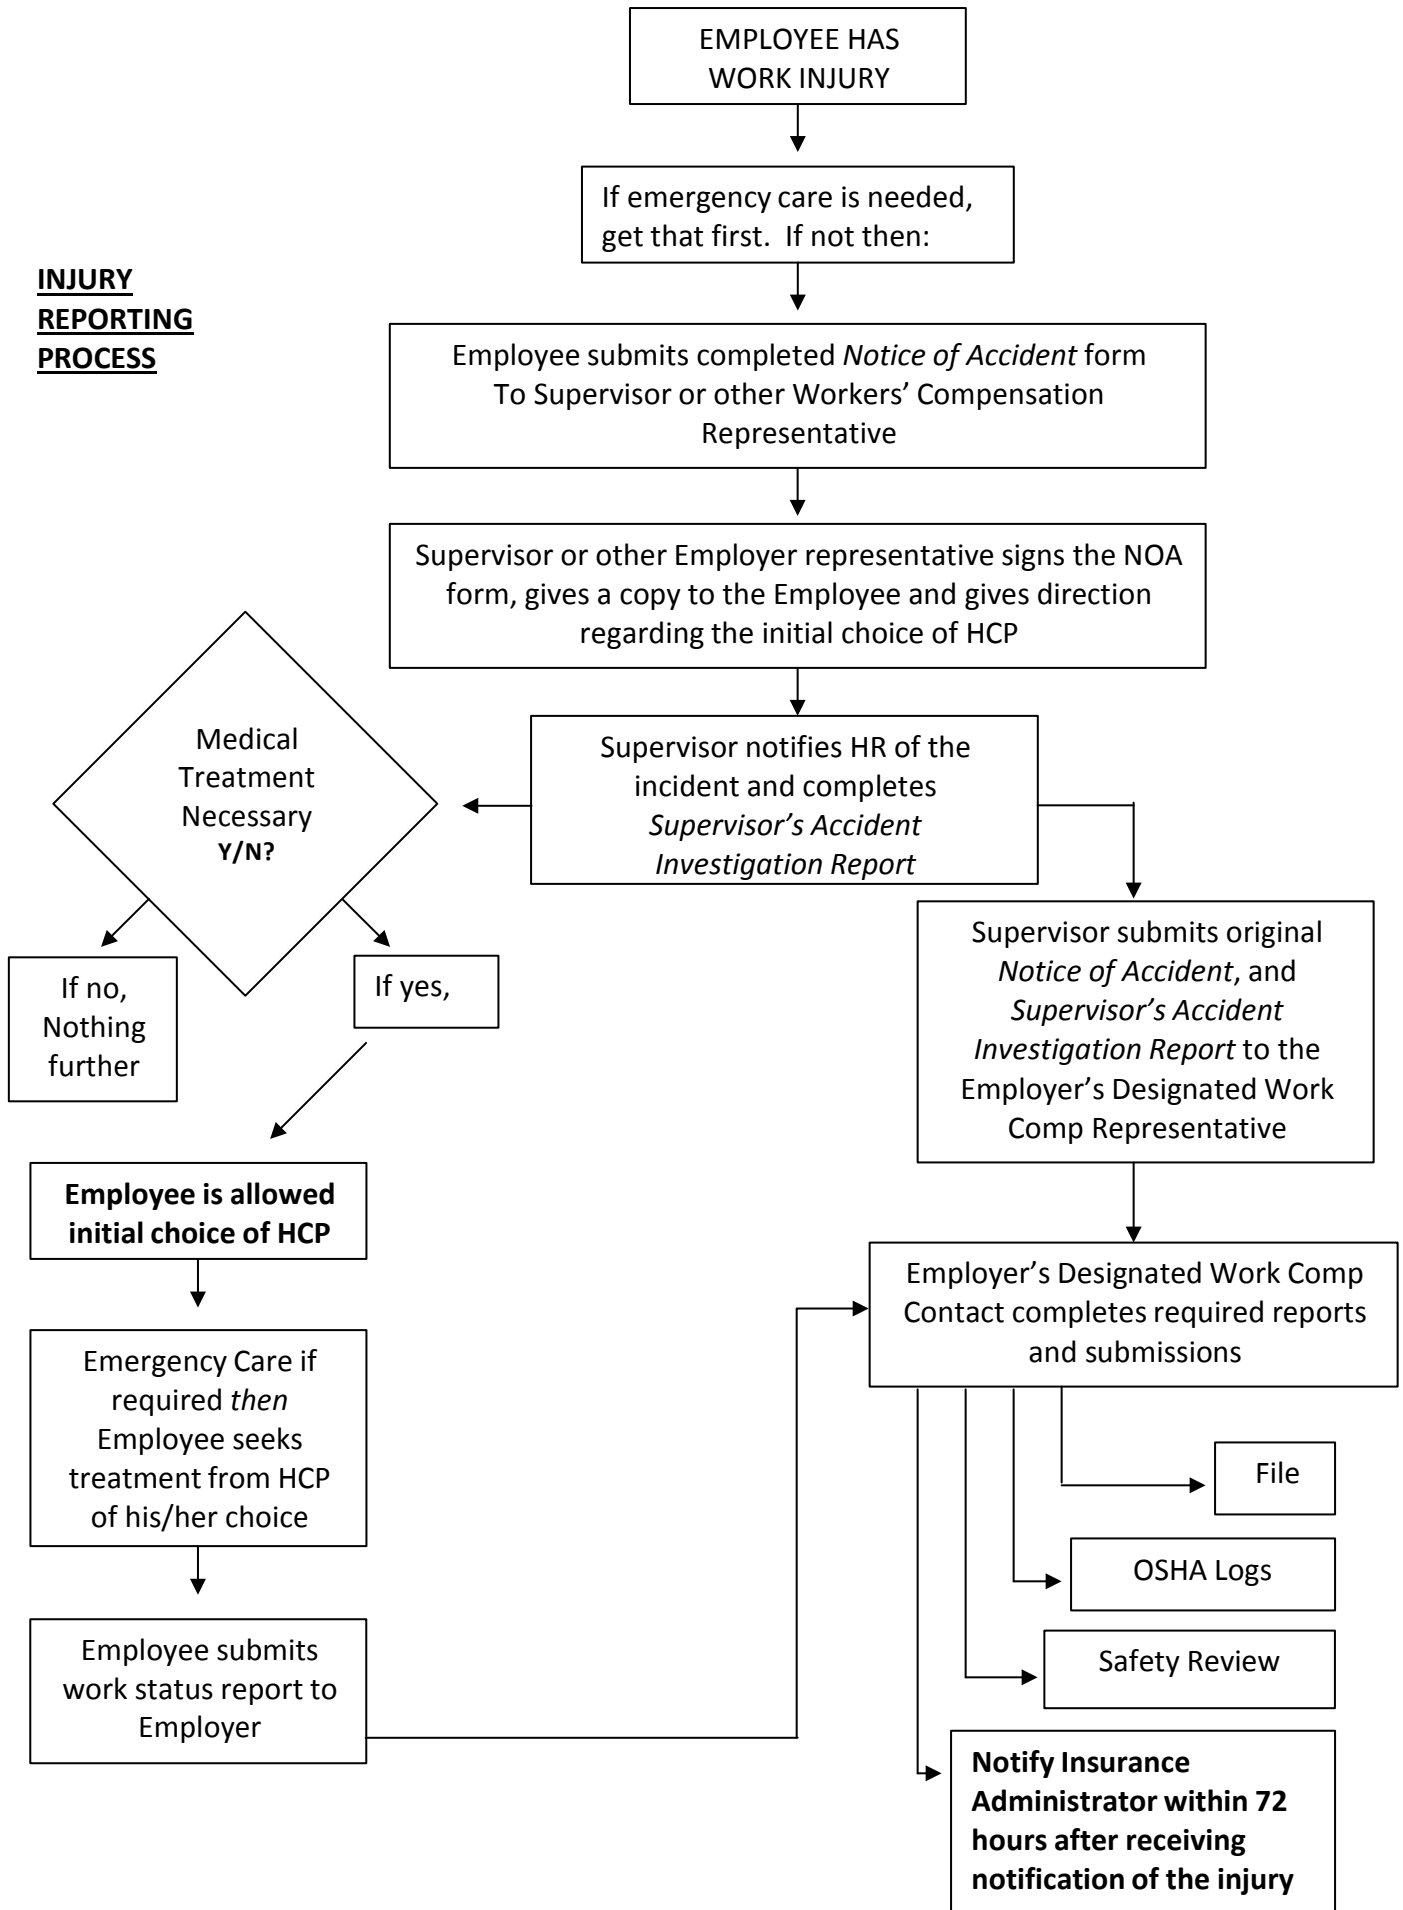 EMPLOYEE HAS
WORK INJURY
If emergency care is needed,
get that first.  If not then:
INJURY
REPORTING
PROCESS
Employee submits completed Notice of Accident form
To Supervisor or other Workers’ Compensation
Representative
Supervisor or other Employer representative signs the NOA
form, gives a copy to the Employee and gives direction
regarding the initial choice of HCP
Supervisor notifies HR of the
incident and completes
Supervisor’s Accident
Investigation Report
Medical
Treatment
Necessary
Y/N?
If no,
Nothing
further
If yes,
Employee is allowed
initial choice of HCP
Emergency Care if
required then
Employee seeks
treatment from HCP
of his/her choice
Employee submits
work status report to
Employer
Supervisor submits original
Notice of Accident, and
Supervisor’s Accident
Investigation Report to the
Employer’s Designated Work
Comp Representative
Employer’s Designated Work Comp
Contact completes required reports
and submissions
File
OSHA Logs
Safety Review
Notify Insurance
Administrator within 72
hours after receiving
notification of the injury